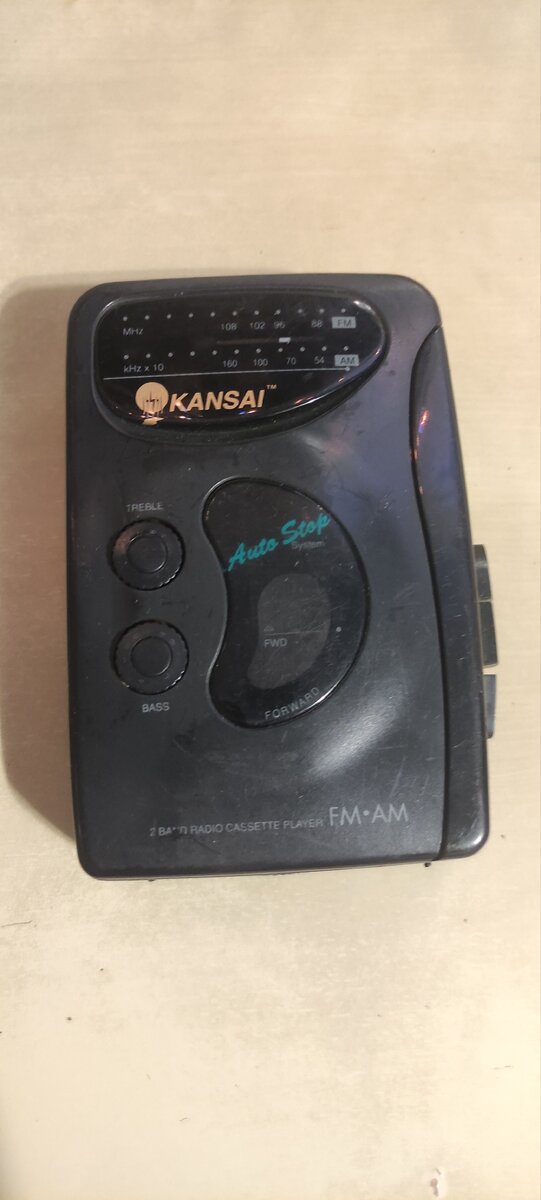 MHz 108 102 96 88 FM
kHz x 10 160 100 70 54 AM
KANSAI™
TREBLE
Auto Stop
System
FWD
BASS
FORWARD
2 BAND RADIO CASSETTE PLAYER FM•AM